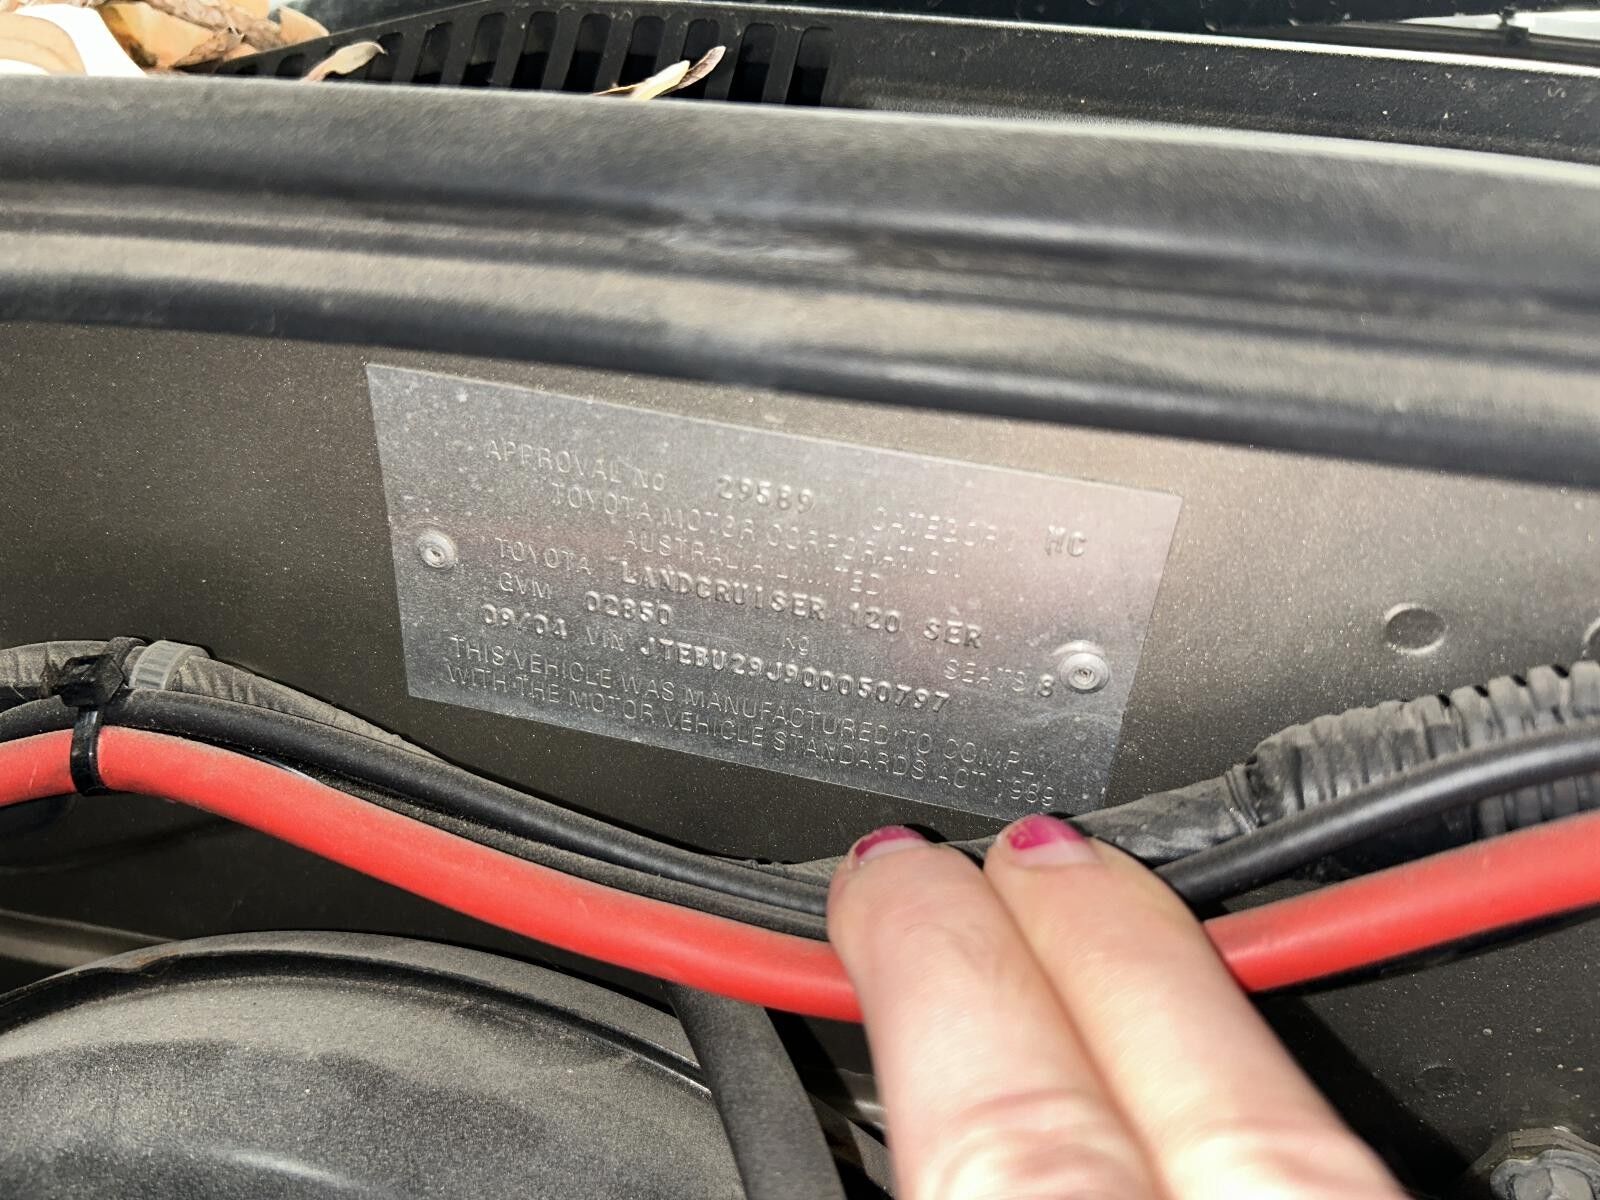 APPROVAL NO 29589 CATEGORY MC
TOYOTA MOTOR CORPORATION
AUSTRALIA LIMITED
TOYOTA LANDCRUISER 120 SER
GVM 02850 kg SEATS 8
09/04 VIN JTEBU29J900050797
THIS VEHICLE WAS MANUFACTURED TO COMPLY
WITH THE MOTOR VEHICLE STANDARDS ACT 1989